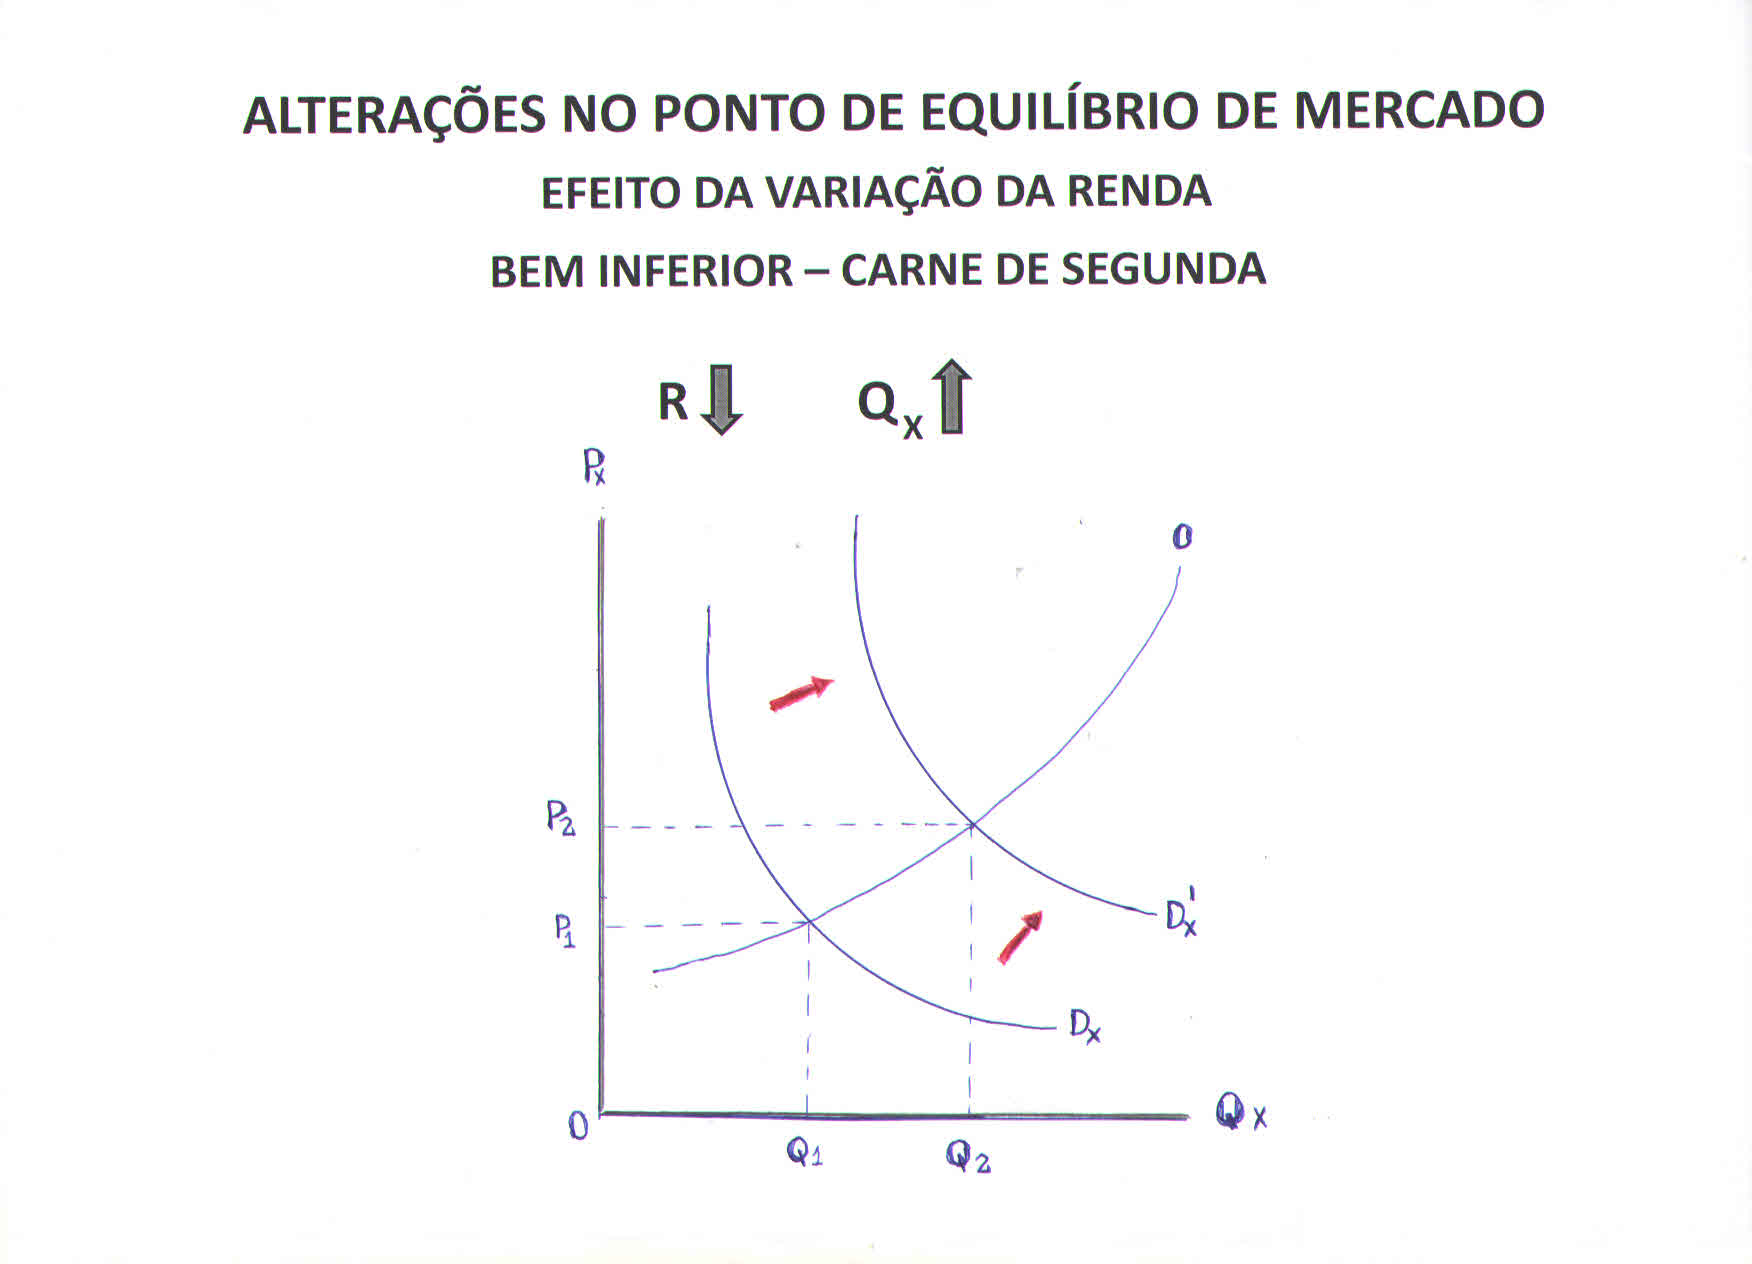 ALTERAÇÕES NO PONTO DE EQUILÍBRIO DE MERCADO
EFEITO DA VARIAÇÃO DA RENDA
BEM INFERIOR – CARNE DE SEGUNDA
R Qx
Px
O
P2
Dx'
P1
Dx
O Qx
Q1 Q2